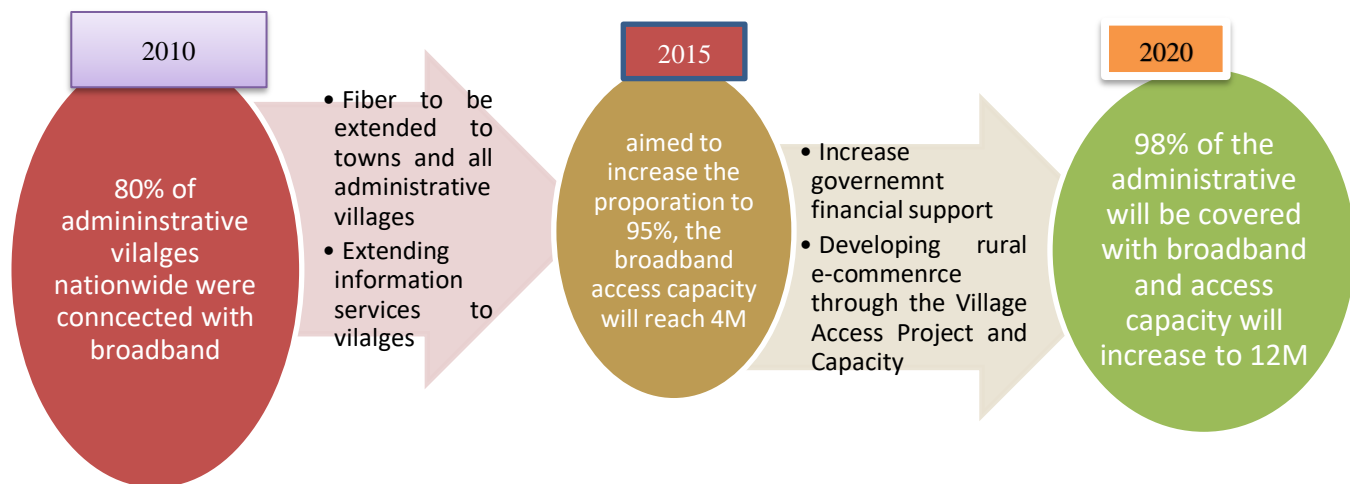 2010
80% of
admininstrative
vilalges
nationwide were
conncected with
broadband
• Fiber to be
extended to
towns and all
administrative
villages
• Extending
information
services to
vilalges
2015
aimed to
increase the
proporation to
95%, the
broadband
access capacity
will reach 4M
• Increase
governemnt
financial support
• Developing rural
e-commenrce
through the Village
Access Project and
Capacity
2020
98% of the
administrative
will be covered
with broadband
and access
capacity will
increase to 12M